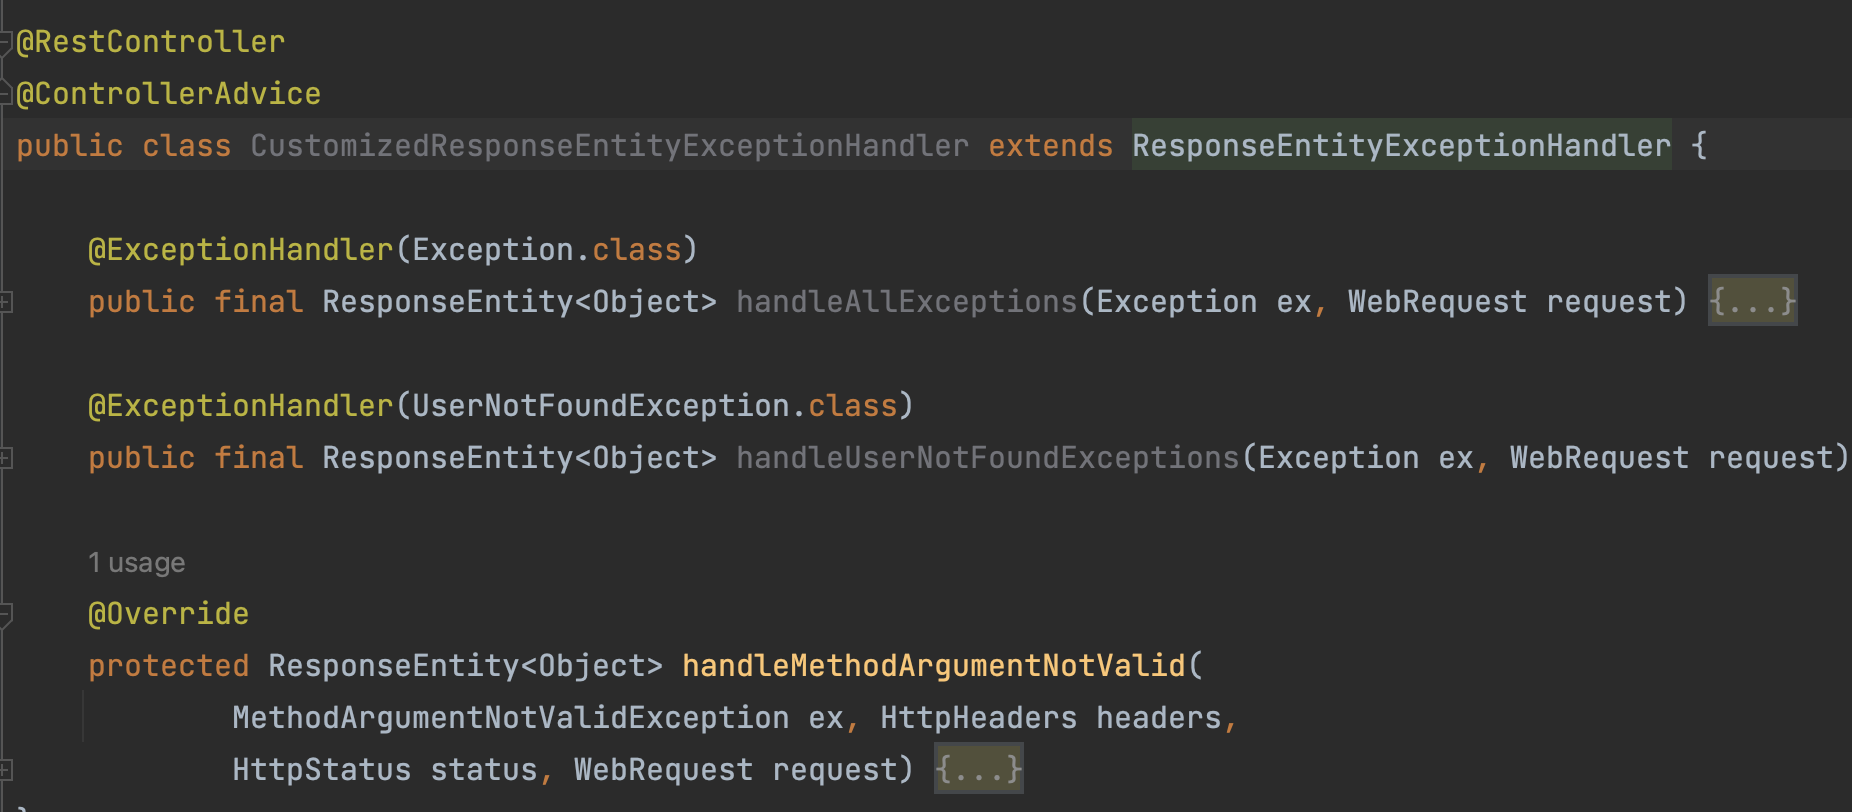 @RestController
@ControllerAdvice
public class CustomizedResponseEntityExceptionHandler extends ResponseEntityExceptionHandler {
@ExceptionHandler(Exception.class)
public final ResponseEntity<Object> handleAllExceptions(Exception ex, WebRequest request) {...}
@ExceptionHandler(UserNotFoundException.class)
public final ResponseEntity<Object> handleUserNotFoundExceptions(Exception ex, WebRequest request)
1 usage
@Override
protected ResponseEntity<Object> handleMethodArgumentNotValid(
MethodArgumentNotValidException ex, HttpHeaders headers,
HttpStatus status, WebRequest request) {...}